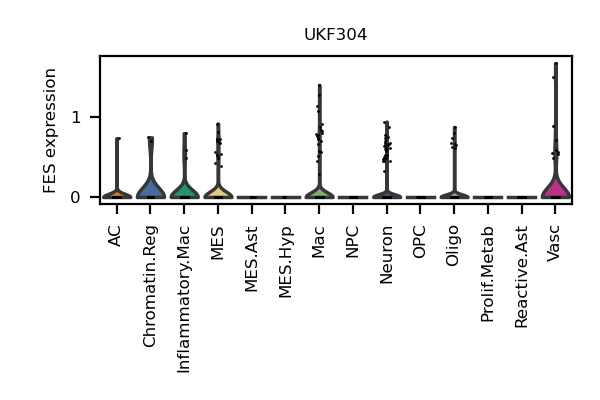 UKF304
FES expression
1
0
AC
Chromatin.Reg
Inflammatory.Mac
MES
MES.Ast
MES.Hyp
Mac
NPC
Neuron
OPC
Oligo
Prolif.Metab
Reactive.Ast
Vasc